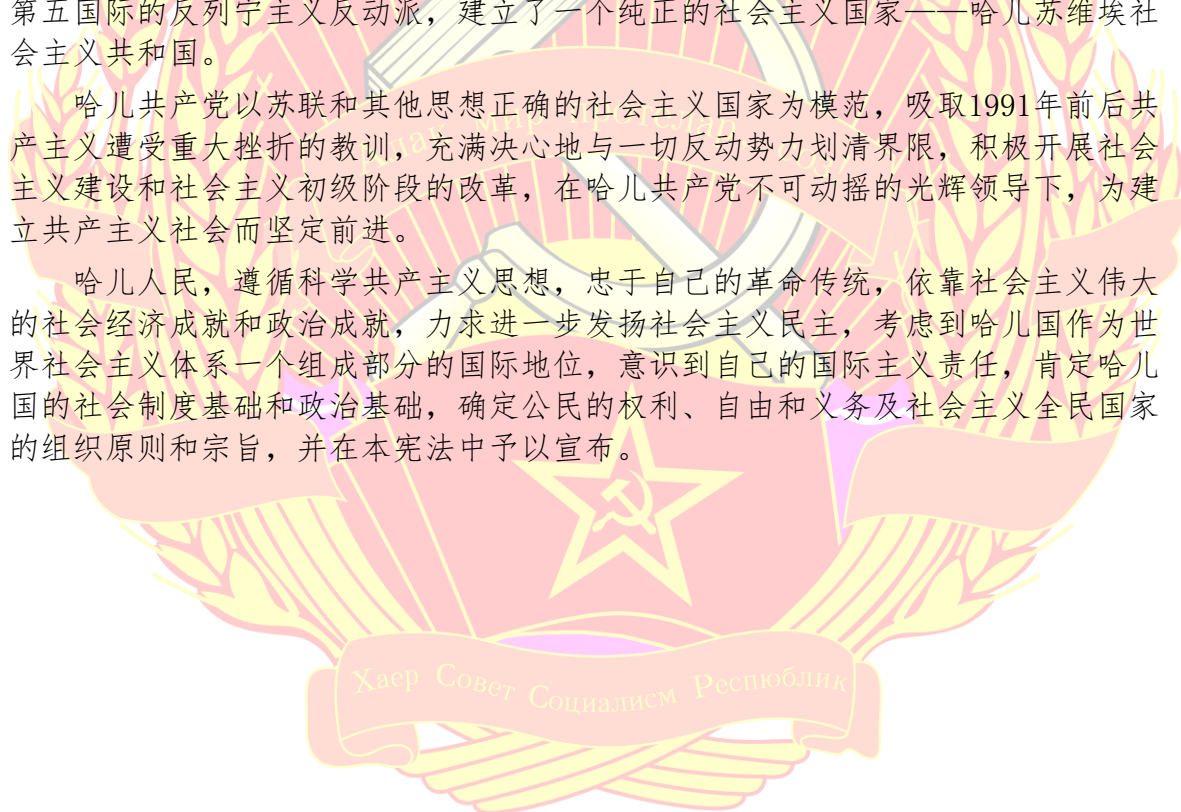 第五国际的反列宁主义反动派，建立了一个纯正的社会主义国家——哈儿苏维埃社
会主义共和国。
哈儿共产党以苏联和其他思想正确的社会主义国家为模范，吸取1991年前后共
产主义遭受重大挫折的教训，充满决心地与一切反动势力划清界限，积极开展社会
主义建设和社会主义初级阶段的改革，在哈儿共产党不可动摇的光辉领导下，为建
立共产主义社会而坚定前进。
哈儿人民，遵循科学共产主义思想，忠于自己的革命传统，依靠社会主义伟大
的社会经济成就和政治成就，力求进一步发扬社会主义民主，考虑到哈儿国作为世
界社会主义体系一个组成部分的国际地位，意识到自己的国际主义责任，肯定哈儿
国的社会制度基础和政治基础，确定公民的权利、自由和义务及社会主义全民国家
的组织原则和宗旨，并在本宪法中予以宣布。
Хаер Совет Социалисм Республик